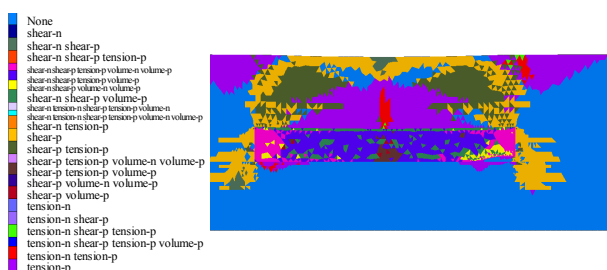 None
shear-n
shear-n shear-p
shear-n shear-p tension-p
shear-n shear-p tension-p volume-n volume-p
shear-n shear-p tension-p volume-p
shear-n shear-p volume-n volume-p
shear-n shear-p volume-p
shear-n tension-n shear-p tension-p volume-n
shear-n tension-n shear-p tension-p volume-n volume-p
shear-n tension-p
shear-p
shear-p tension-p
shear-p tension-p volume-n volume-p
shear-p tension-p volume-p
shear-p volume-n volume-p
shear-p volume-p
tension-n
tension-n shear-p
tension-n shear-p tension-p
tension-n shear-p tension-p volume-p
tension-n tension-p
tension-p